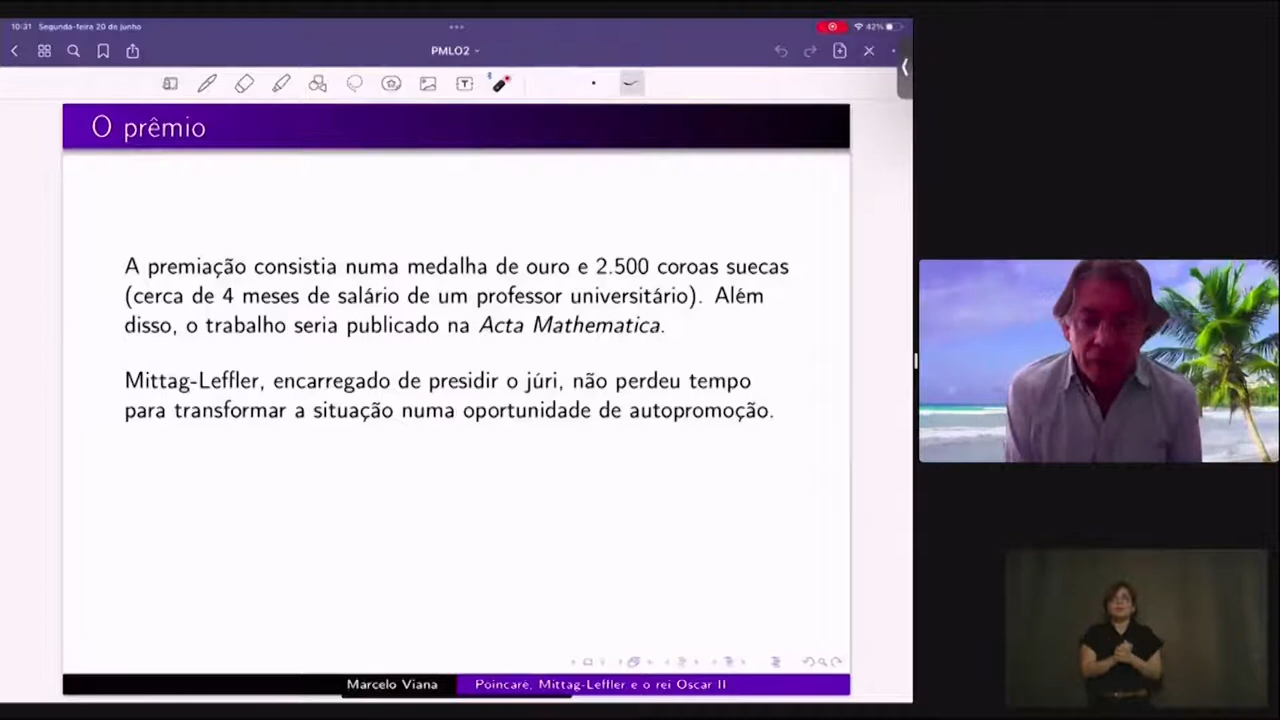 10:31 Segunda-feira 20 de junho
42%
PMLO2
O prêmio
A premiação consistia numa medalha de ouro e 2.500 coroas suecas
(cerca de 4 meses de salário de um professor universitário). Além
disso, o trabalho seria publicado na Acta Mathematica.
Mittag-Leffler, encarregado de presidir o júri, não perdeu tempo
para transformar a situação numa oportunidade de autopromoção.
Marcelo Viana
Poincaré, Mittag-Leffler e o rei Oscar II